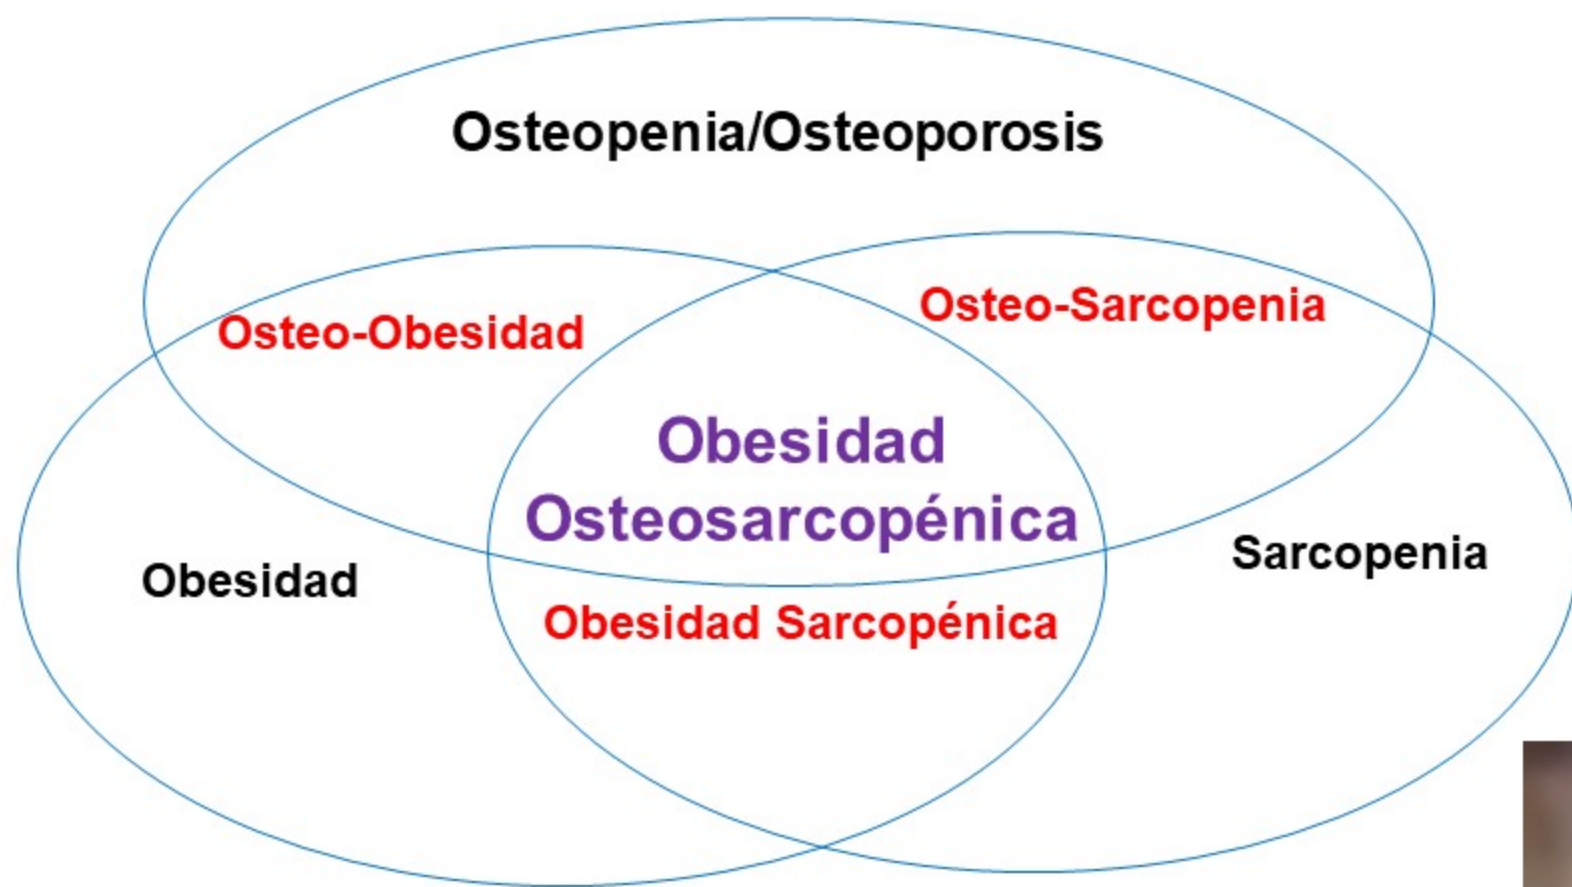 Osteopenia/Osteoporosis
Osteo-Obesidad
Osteo-Sarcopenia
Obesidad
Osteosarcopénica
Obesidad
Sarcopenia
Obesidad Sarcopénica